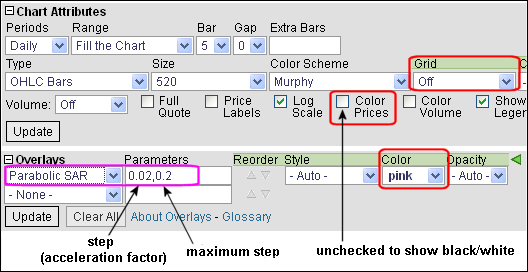 Chart Attributes
Periods Range Bar Gap Extra Bars
Daily Fill the Chart 5 0
Type Size Color Scheme Grid C
OHLC Bars 520 Murphy Off -
Volume: Off Full Quote Price Labels Log Scale Color Prices Color Volume Show Leger
Update
Overlays Parameters Reorder Style Color Opacity
Parabolic SAR 0.02,0.2 - Auto - pink - Auto -
- None -
Update Clear All About Overlays - Glossary
step
(acceleration factor)
maximum step
unchecked to show black/white